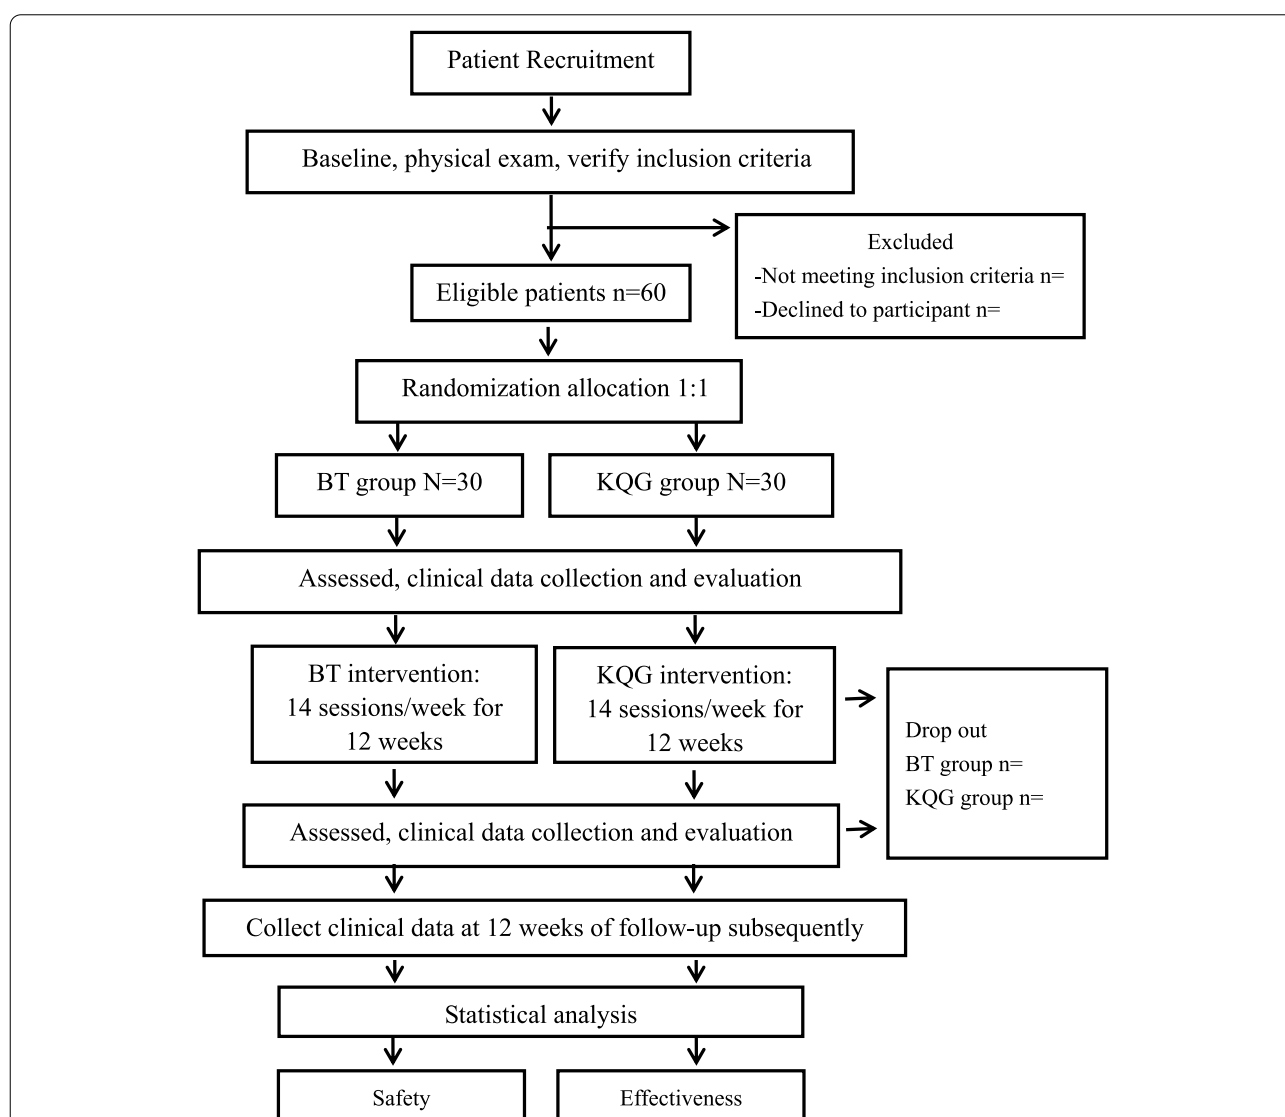 Patient Recruitment
Baseline, physical exam, verify inclusion criteria
Excluded
-Not meeting inclusion criteria n=
-Declined to participant n=
Eligible patients n=60
Randomization allocation 1:1
BT group N=30
KQG group N=30
Assessed, clinical data collection and evaluation
BT intervention:
14 sessions/week for
12 weeks
KQG intervention:
14 sessions/week for
12 weeks
Drop out
BT group n=
KQG group n=
Assessed, clinical data collection and evaluation
Collect clinical data at 12 weeks of follow-up subsequently
Statistical analysis
Safety
Effectiveness